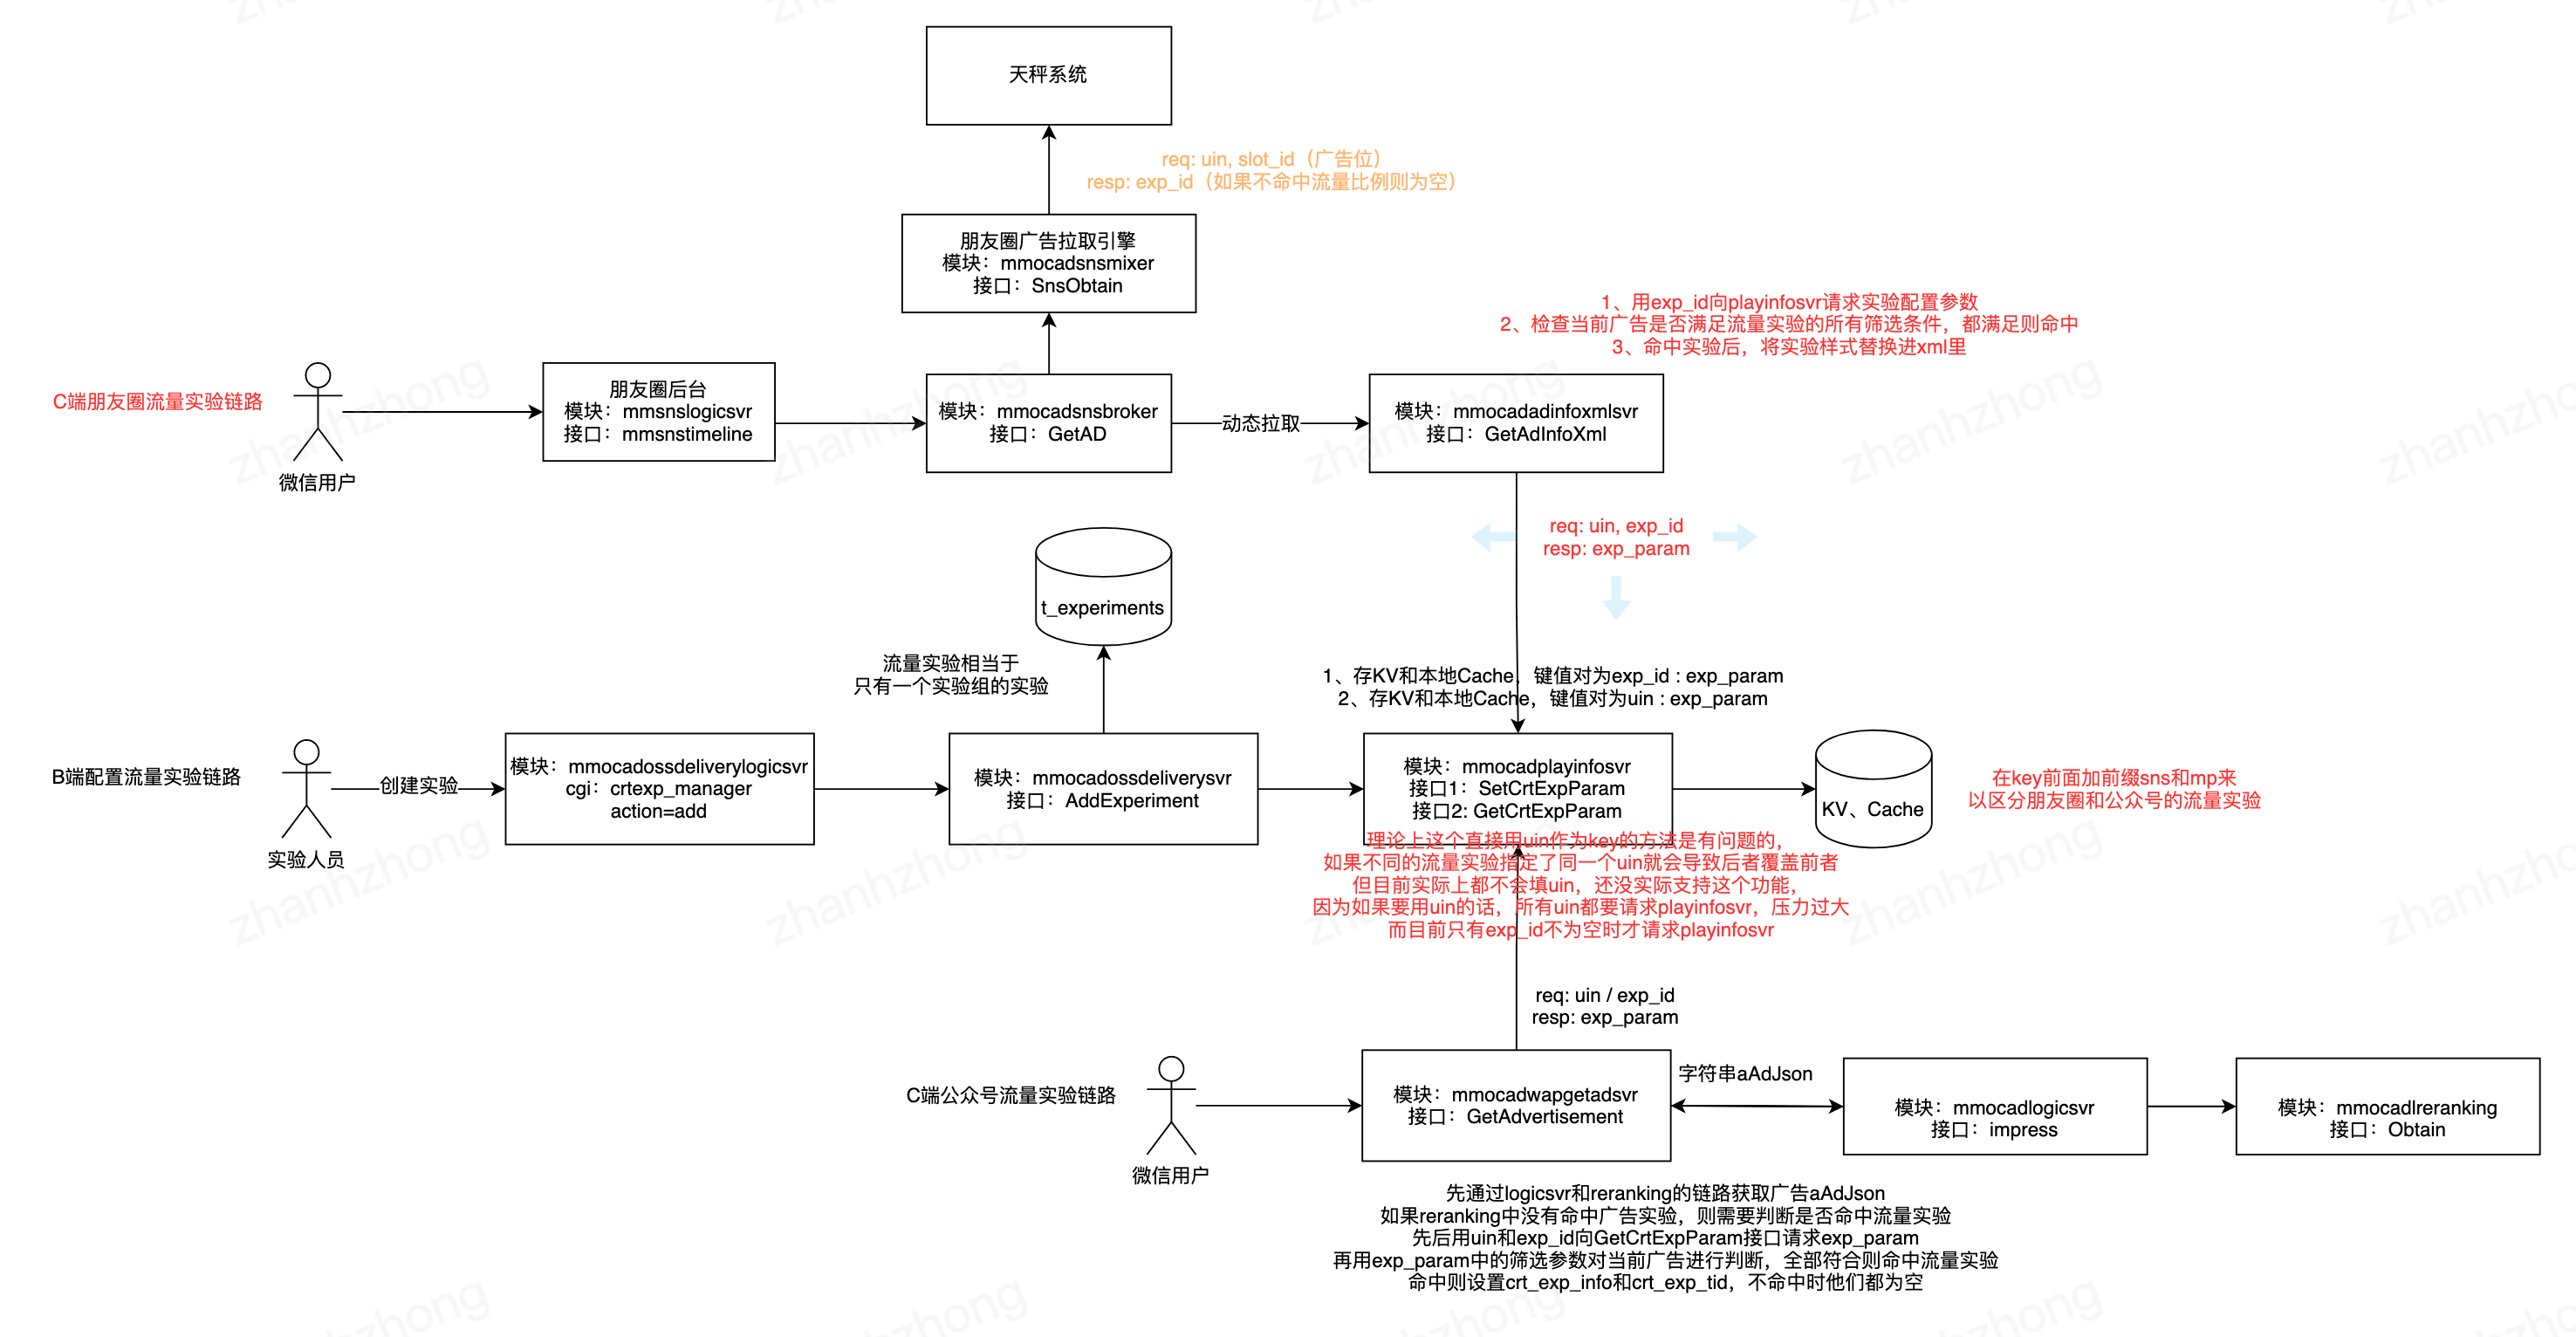 天秤系统
req: uin, slot_id（广告位）
resp: exp_id（如果不命中流量比例则为空）
朋友圈广告拉取引擎
模块：mmocadsnsmixer
接口：SnsObtain
1、用exp_id向playinfosvr请求实验配置参数
2、检查当前广告是否满足流量实验的所有筛选条件，都满足则命中
3、命中实验后，将实验样式替换进xml里
C端朋友圈流量实验链路
微信用户
朋友圈后台
模块：mmsnslogicsvr
接口：mmsnstimeline
模块：mmocadsnsbroker
接口：GetAD
动态拉取
模块：mmocadadinfoxmlsvr
接口：GetAdInfoXml
req: uin, exp_id
resp: exp_param
t_experiments
流量实验相当于
只有一个实验组的实验
1、存KV和本地Cache，键值对为exp_id : exp_param
2、存KV和本地Cache，键值对为uin : exp_param
B端配置流量实验链路
实验人员
创建实验
模块：mmocadossdeliverylogicsvr
cgi：crtexp_manager
action=add
模块：mmocadossdeliverysvr
接口：AddExperiment
模块：mmocadplayinfosvr
接口1：SetCrtExpParam
接口2: GetCrtExpParam
KV、Cache
在key前面加前缀sns和mp来
以区分朋友圈和公众号的流量实验
理论上这个直接用uin作为key的方法是有问题的，
如果不同的流量实验指定了同一个uin就会导致后者覆盖前者
但目前实际上都不会填uin，还没实际支持这个功能，
因为如果要用uin的话，所有uin都要请求playinfosvr，压力过大
而目前只有exp_id不为空时才请求playinfosvr
req: uin / exp_id
resp: exp_param
C端公众号流量实验链路
微信用户
模块：mmocadwapgetadsvr
接口：GetAdvertisement
字符串aAdJson
模块：mmocadlogicsvr
接口：impress
模块：mmocadlreranking
接口：Obtain
先通过logicsvr和reranking的链路获取广告aAdJson
如果reranking中没有命中广告实验，则需要判断是否命中流量实验
先后用uin和exp_id向GetCrtExpParam接口请求exp_param
再用exp_param中的筛选参数对当前广告进行判断，全部符合则命中流量实验
命中则设置crt_exp_info和crt_exp_tid，不命中时他们都为空
zhanhzhong